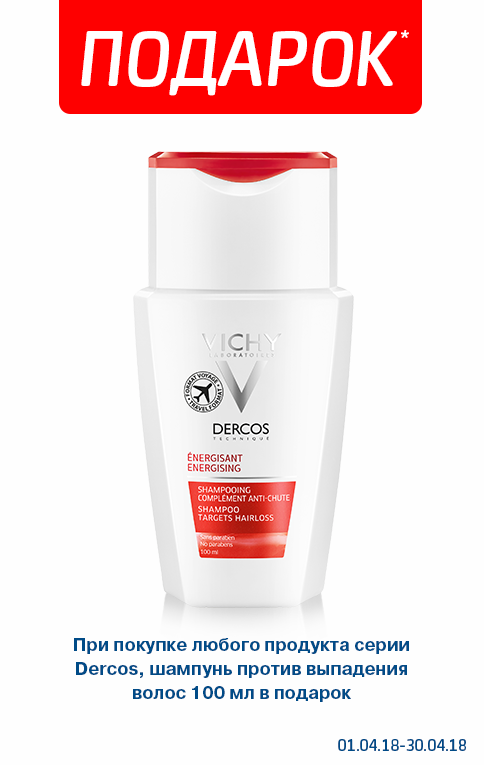 ПОДАРОК*
VICHY
LABORATOIRES
FORMAT VOYAGE
TRAVEL FORMAT
DERCOS
TECHNIQUE
ÉNERGISANT
ENERGISING
SHAMPOOING
COMPLÉMENT ANTI-CHUTE
SHAMPOO
TARGETS HAIRLOSS
Sans paraben
No parabens
100 ml
При покупке любого продукта серии
Dercos, шампунь против выпадения
волос 100 мл в подарок
01.04.18-30.04.18